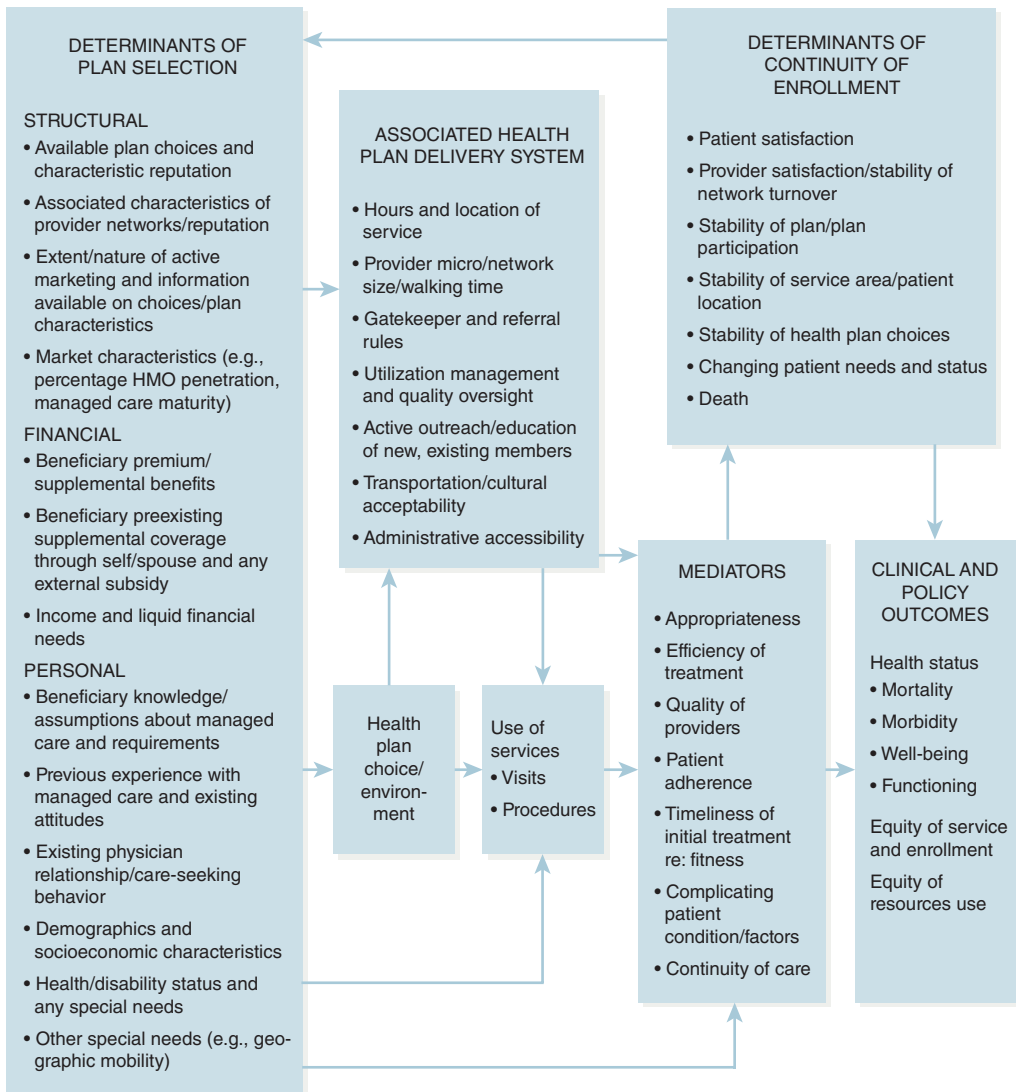 DETERMINANTS OF
PLAN SELECTION
STRUCTURAL
• Available plan choices and
characteristic reputation
• Associated characteristics of
provider networks/reputation
• Extent/nature of active
marketing and information
available on choices/plan
characteristics
• Market characteristics (e.g.,
percentage HMO penetration,
managed care maturity)
FINANCIAL
• Beneficiary premium/
supplemental benefits
• Beneficiary preexisting
supplemental coverage
through self/spouse and any
external subsidy
• Income and liquid financial
needs
PERSONAL
• Beneficiary knowledge/
assumptions about managed
care and requirements
• Previous experience with
managed care and existing
attitudes
• Existing physician
relationship/care-seeking
behavior
• Demographics and
socioeconomic characteristics
• Health/disability status and
any special needs
• Other special needs (e.g., geo-
graphic mobility)
ASSOCIATED HEALTH
PLAN DELIVERY SYSTEM
• Hours and location of
service
• Provider micro/network
size/walking time
• Gatekeeper and referral
rules
• Utilization management
and quality oversight
• Active outreach/education
of new, existing members
• Transportation/cultural
acceptability
• Administrative accessibility
Health
plan
choice/
environ-
ment
Use of
services
• Visits
• Procedures
DETERMINANTS OF
CONTINUITY OF
ENROLLMENT
• Patient satisfaction
• Provider satisfaction/stability of
network turnover
• Stability of plan/plan
participation
• Stability of service area/patient
location
• Stability of health plan choices
• Changing patient needs and status
• Death
MEDIATORS
• Appropriateness
• Efficiency of
treatment
• Quality of
providers
• Patient
adherence
• Timeliness of
initial treatment
re: fitness
• Complicating
patient
condition/factors
• Continuity of care
CLINICAL AND
POLICY
OUTCOMES
Health status
• Mortality
• Morbidity
• Well-being
• Functioning
Equity of service
and enrollment
Equity of
resources use